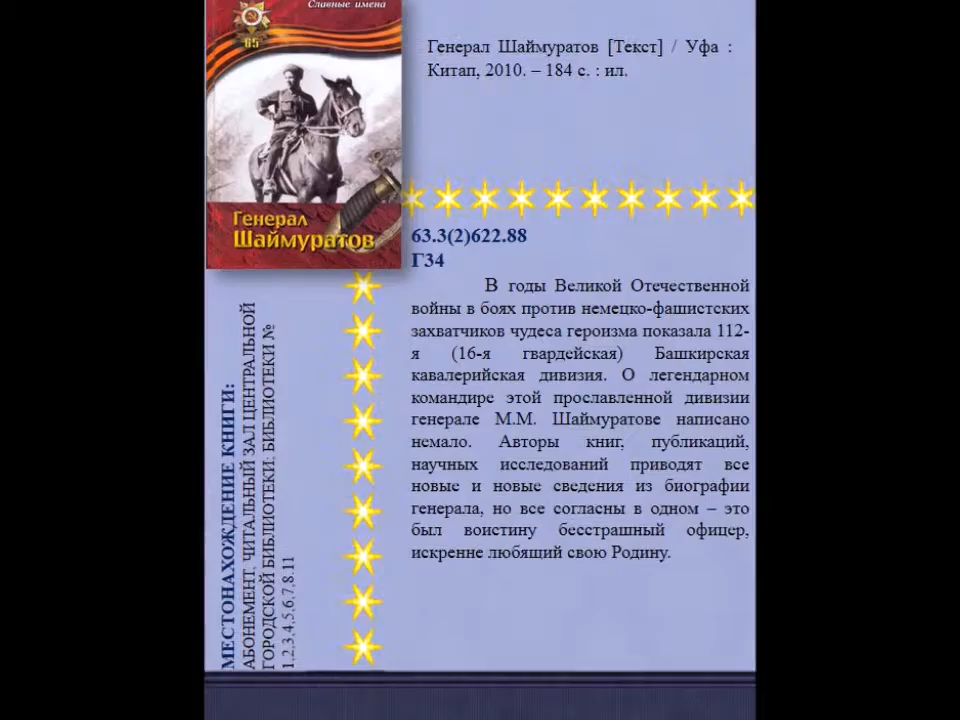 Славные имена
65
Генерал
Шаймуратов
Генерал Шаймуратов [Текст] / Уфа :
Китап, 2010. – 184 с. : ил.
63.3(2)622.88
Г34
В годы Великой Отечественной
войны в боях против немецко-фашистских
захватчиков чудеса героизма показала 112-
я (16-я гвардейская) Башкирская
кавалерийская дивизия. О легендарном
командире этой прославленной дивизии
генерале М.М. Шаймуратове написано
немало. Авторы книг, публикаций,
научных исследований приводят все
новые и новые сведения из биографии
генерала, но все согласны в одном – это
был воистину бесстрашный офицер,
искренне любящий свою Родину.
МЕСТОНАХОЖДЕНИЕ КНИГИ:
АБОНЕМЕНТ, ЧИТАЛЬНЫЙ ЗАЛ ЦЕНТРАЛЬНОЙ
ГОРОДСКОЙ БИБЛИОТЕКИ; БИБЛИОТЕКИ №
1,2,3,4,5,6,7,8.11